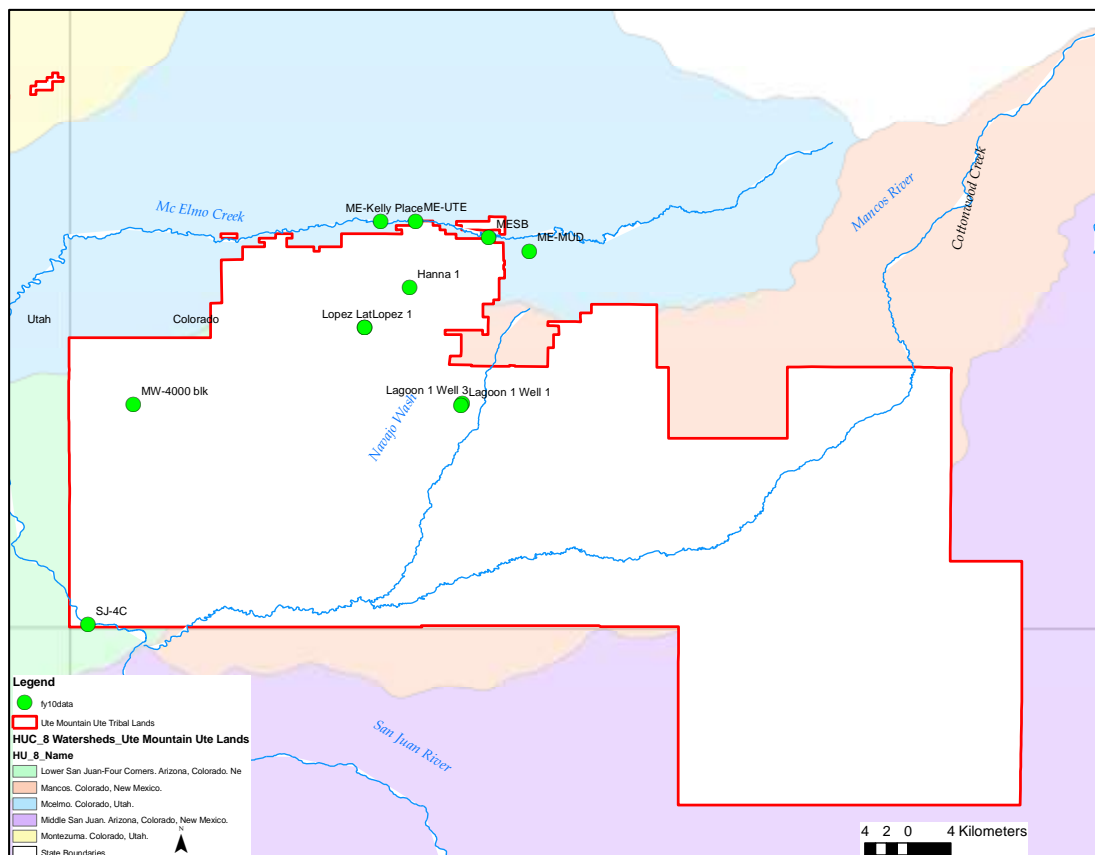 Mc Elmo Creek
ME-Kelly Place
ME-UTE
MESB
ME-MUD
Mancos River
Cottonwood Creek
Hanna 1
Utah
Colorado
Lopez Lat
Lopez 1
MW-4000 blk
Lagoon 1 Well 3
Lagoon 1 Well 1
Navajo Wash
SJ-4C
San Juan River
Legend
fy10data
Ute Mountain Ute Tribal Lands
HUC_8 Watersheds_Ute Mountain Ute Lands
HU_8_Name
Lower San Juan-Four Corners. Arizona, Colorado. Ne
Mancos. Colorado, New Mexico.
Mcelmo. Colorado, Utah.
Middle San Juan. Arizona, Colorado, New Mexico.
Montezuma. Colorado, Utah.
State Boundaries
N
4 2 0 4 Kilometers